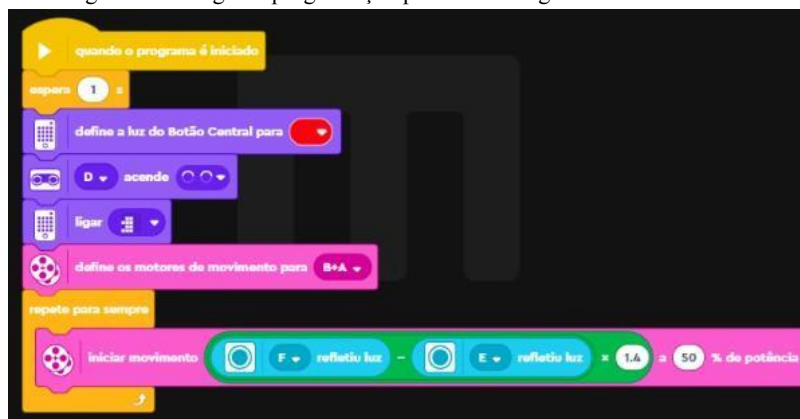 quando o programa é iniciado
espera 1 s
define a luz do Botão Central para
D acende
ligar
define os motores de movimento para B+A
repete para sempre
iniciar movimento F refletiu luz - E refletiu luz × 1.4 a 50 % de potência